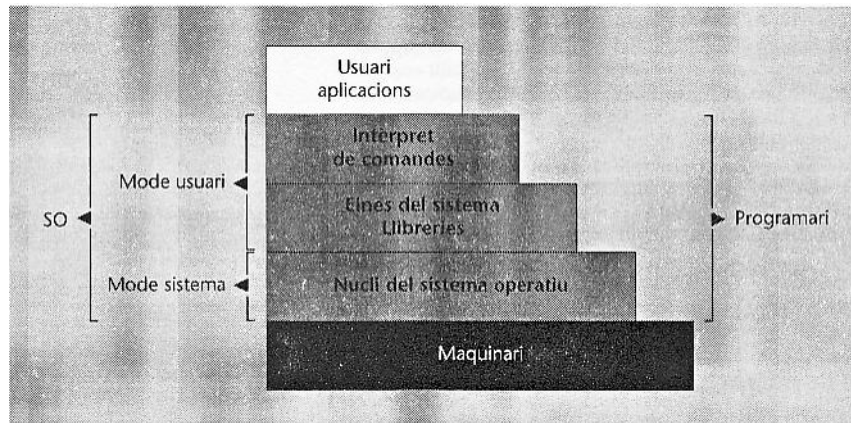 Usuari
aplicacions
Intèrpret
de comandes
Mode usuari
Eines del sistema
Llibreries
SO
Programari
Mode sistema
Nucli del sistema operatiu
Maquinari